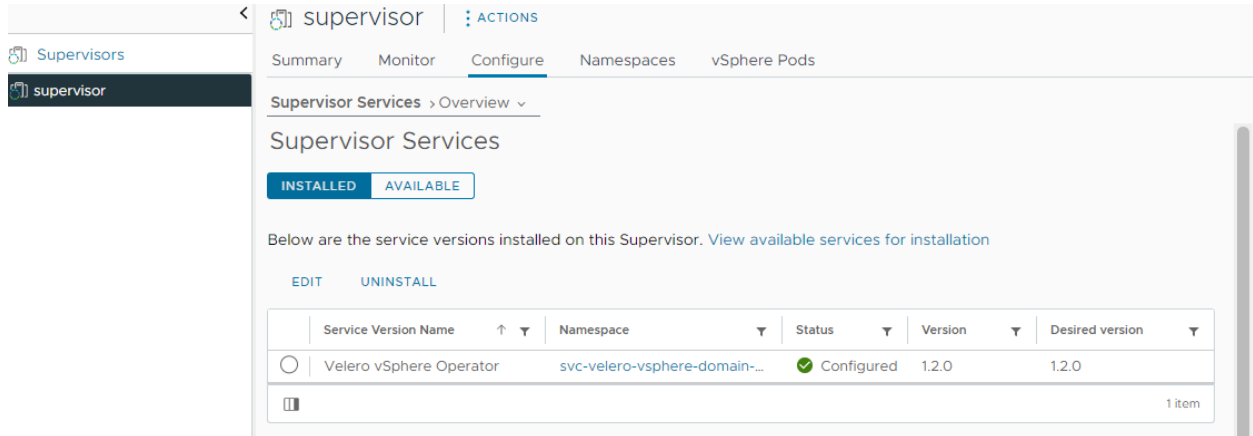 supervisor
ACTIONS
Supervisors
supervisor
Summary Monitor Configure Namespaces vSphere Pods
Supervisor Services › Overview
Supervisor Services
INSTALLED AVAILABLE
Below are the service versions installed on this Supervisor. View available services for installation
EDIT UNINSTALL
Service Version Name Namespace Status Version Desired version
Velero vSphere Operator svc-velero-vsphere-domain-... Configured 1.2.0 1.2.0
1 item